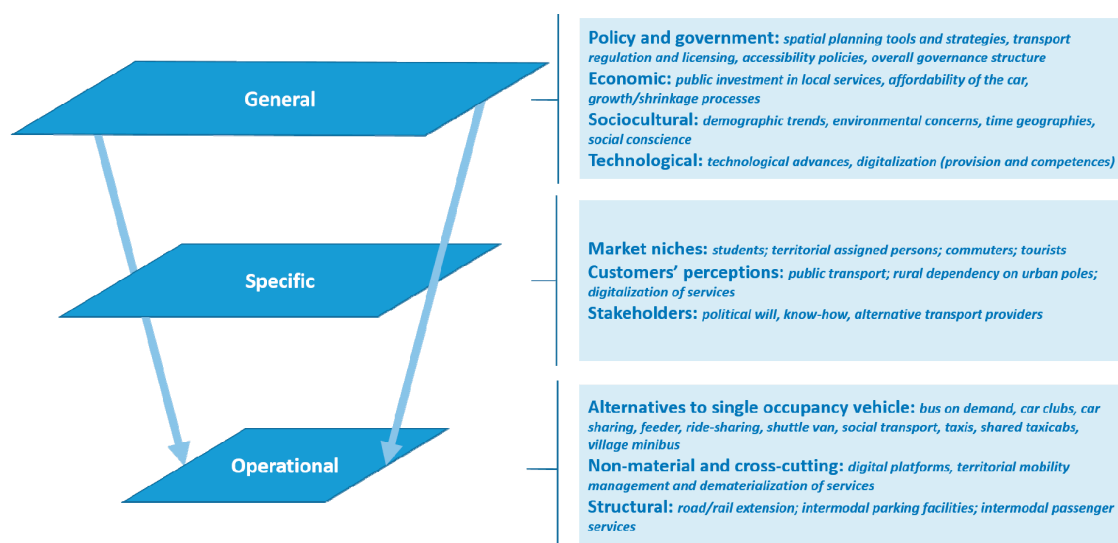 General
Policy and government: spatial planning tools and strategies, transport
regulation and licensing, accessibility policies, overall governance structure
Economic: public investment in local services, affordability of the car,
growth/shrinkage processes
Sociocultural: demographic trends, environmental concerns, time geographies,
social conscience
Technological: technological advances, digitalization (provision and competences)
Specific
Market niches: students; territorial assigned persons; commuters; tourists
Customers’ perceptions: public transport; rural dependency on urban poles;
digitalization of services
Stakeholders: political will, know-how, alternative transport providers
Operational
Alternatives to single occupancy vehicle: bus on demand, car clubs, car
sharing, feeder, ride-sharing, shuttle van, social transport, taxis, shared taxicabs,
village minibus
Non-material and cross-cutting: digital platforms, territorial mobility
management and dematerialization of services
Structural: road/rail extension; intermodal parking facilities; intermodal passenger
services